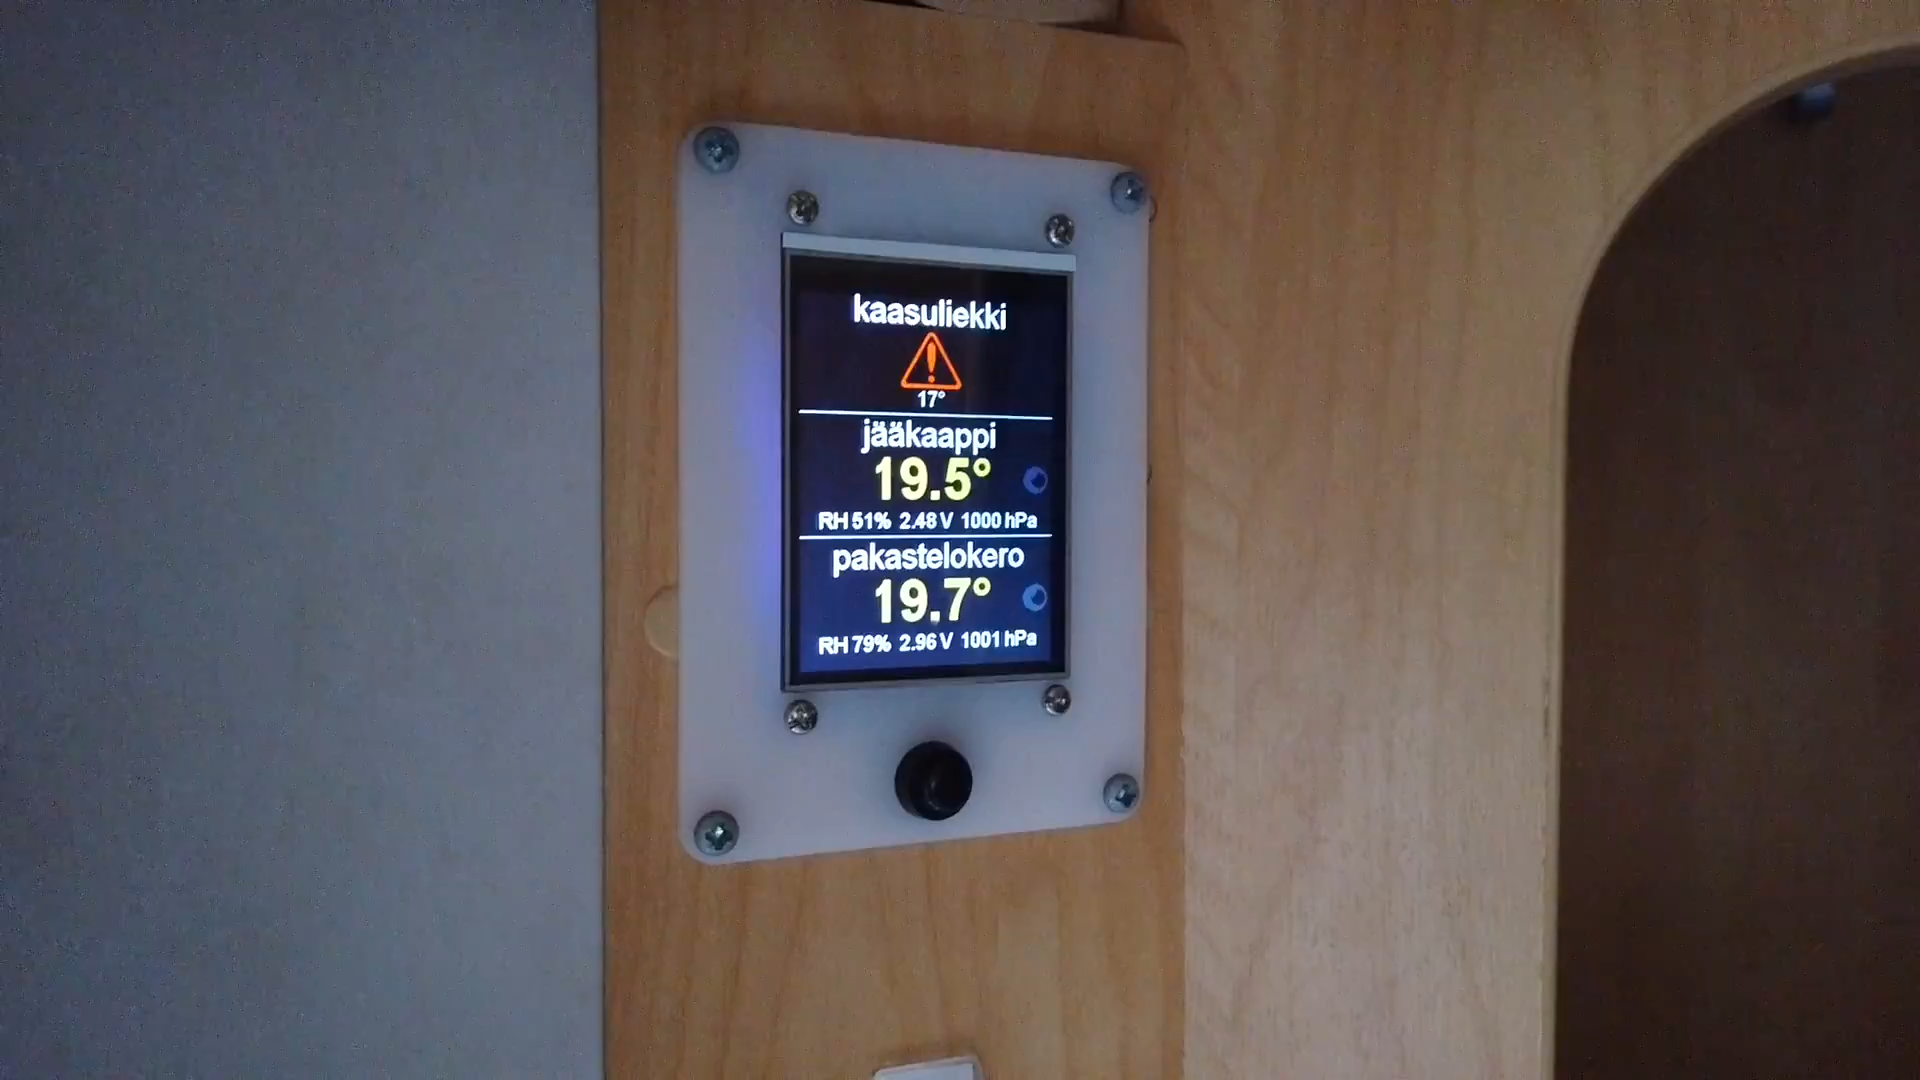 kaasuliekki
17°
jääkaappi
19.5°
RH 51% 2.48 V 1000 hPa
pakastelokero
19.7°
RH 79% 2.96 V 1001 hPa